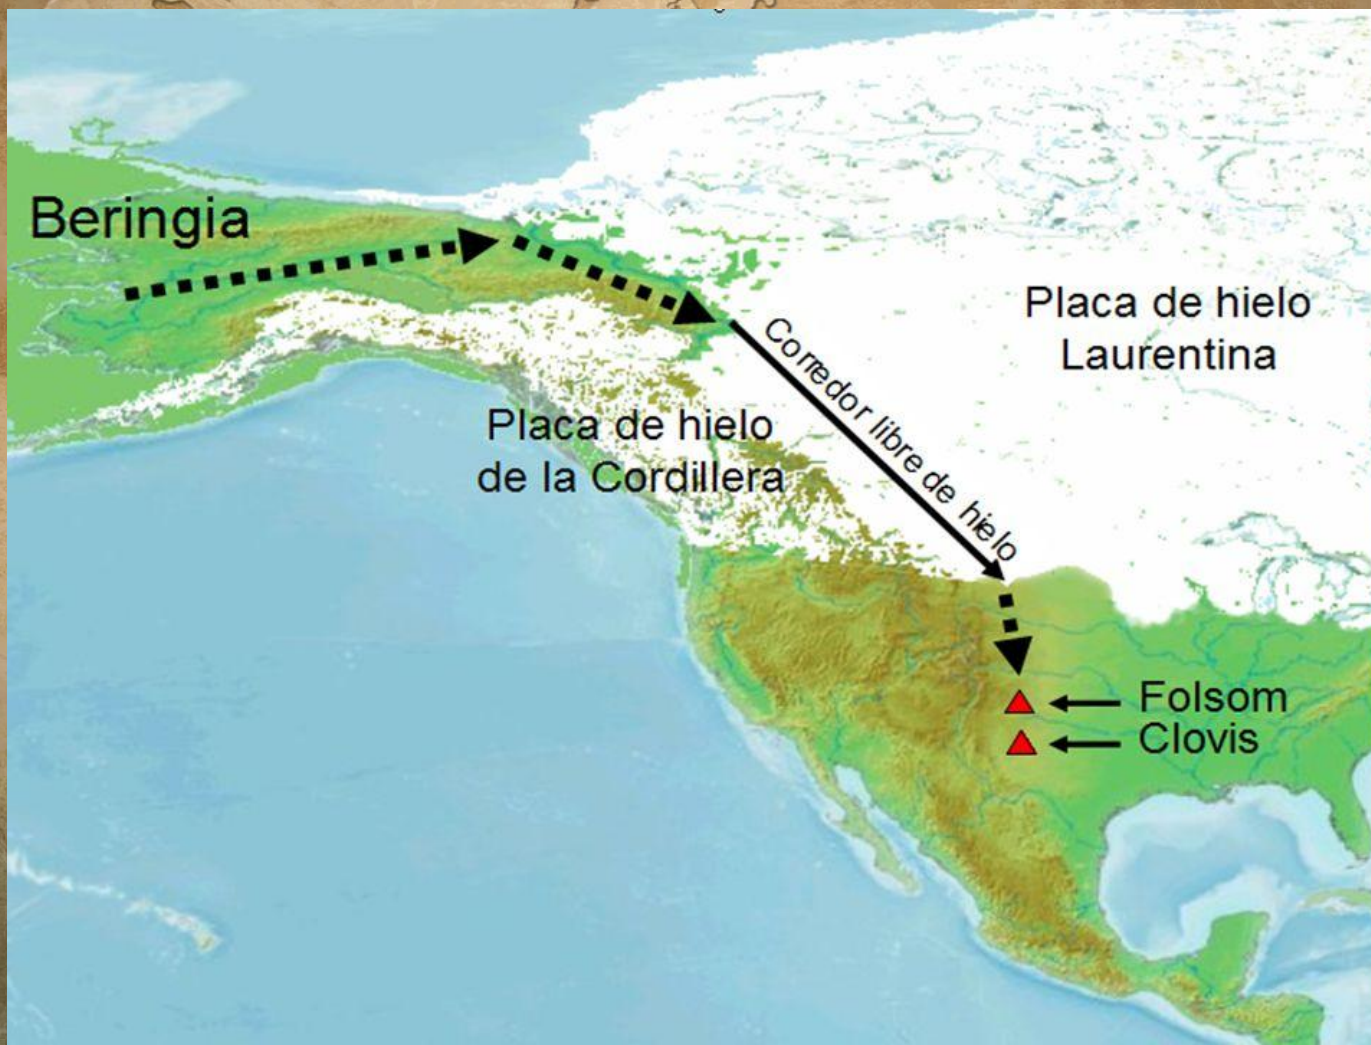 Beringia
Placa de hielo
Laurentina
Corredor libre de hielo
Placa de hielo
de la Cordillera
Folsom
Clovis